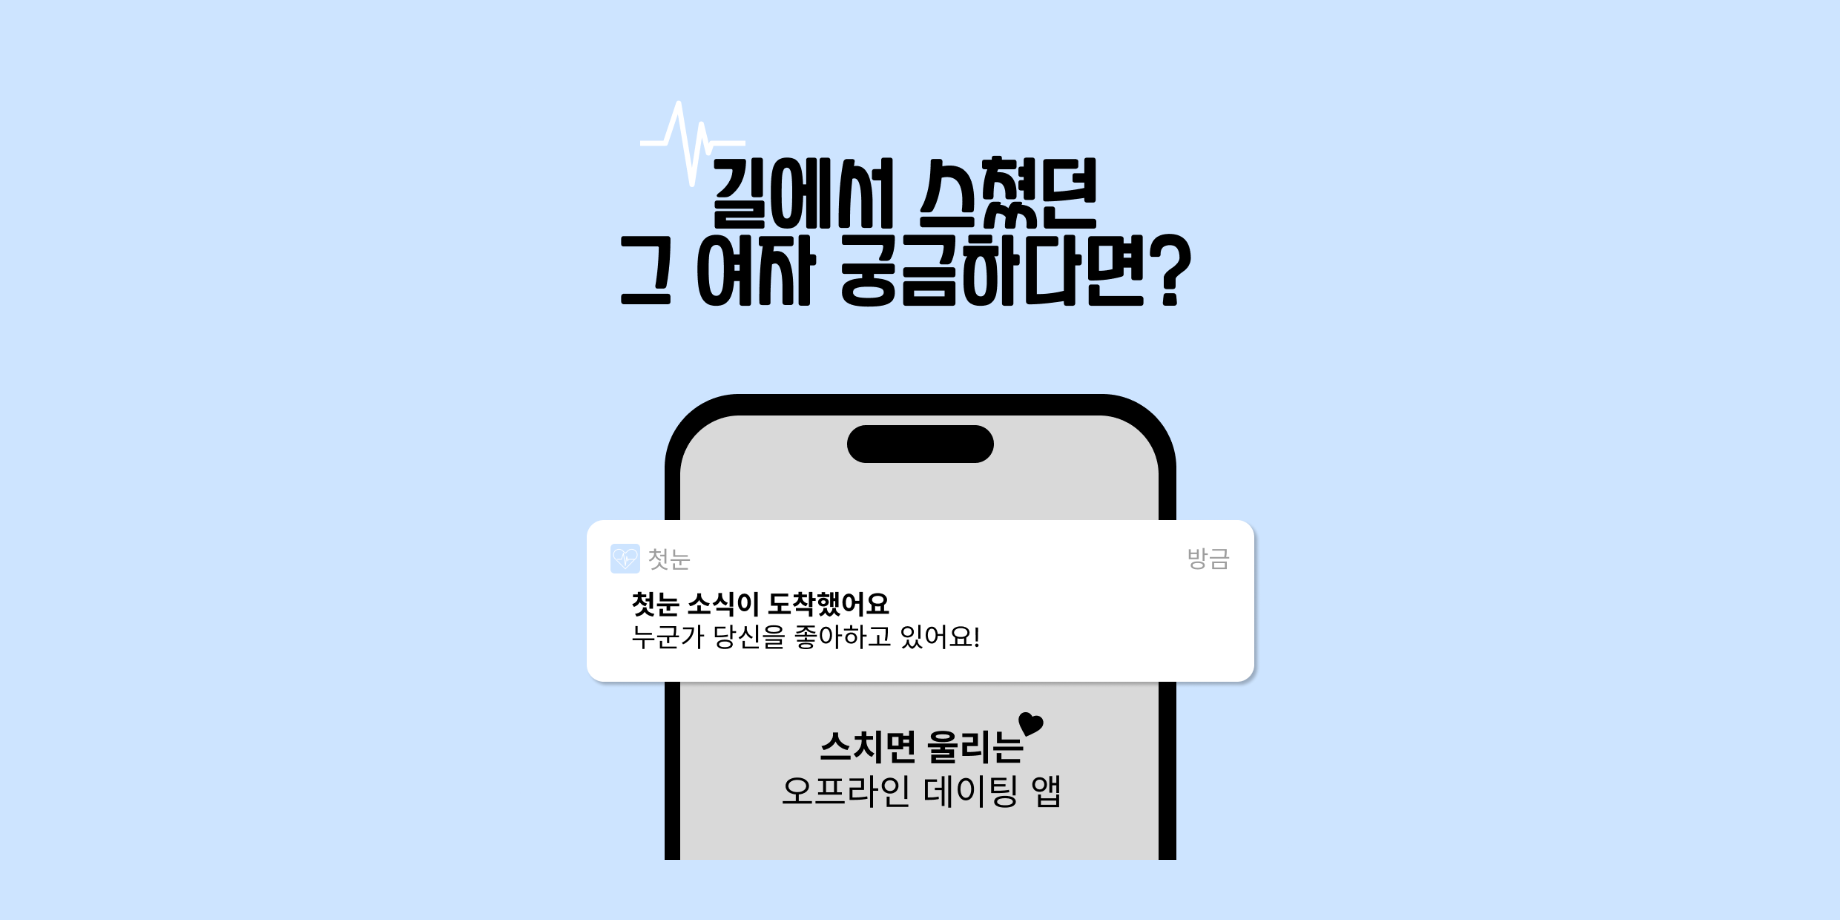 길에서 스쳤던
그 여자 궁금하다면?
첫눈
방금
첫눈 소식이 도착했어요
누군가 당신을 좋아하고 있어요!
스치면 울리는
오프라인 데이팅 앱